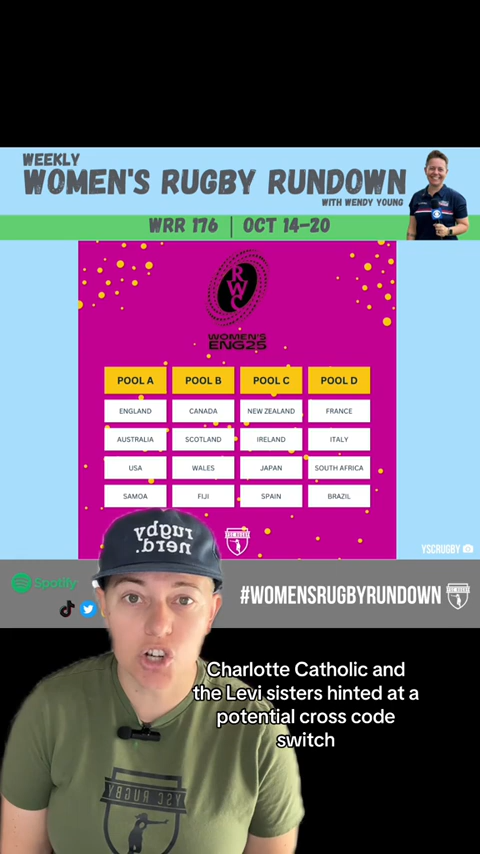 WEEKLY
WOMEN'S RUGBY RUNDOWN
WITH WENDY YOUNG
WRR 176 | OCT 14-20
RWC
WOMEN'S
ENG25
POOL A POOL B POOL C POOL D
ENGLAND CANADA NEW ZEALAND FRANCE
AUSTRALIA SCOTLAND IRELAND ITALY
USA WALES JAPAN SOUTH AFRICA
SAMOA FIJI SPAIN BRAZIL
YSCRUGBY
Spotify
#WOMENSRUGBYRUNDOWN
rugby
nerd.
Charlotte Catholic and
the Levi sisters hinted at a
potential cross code
switch
YSC RUGBY